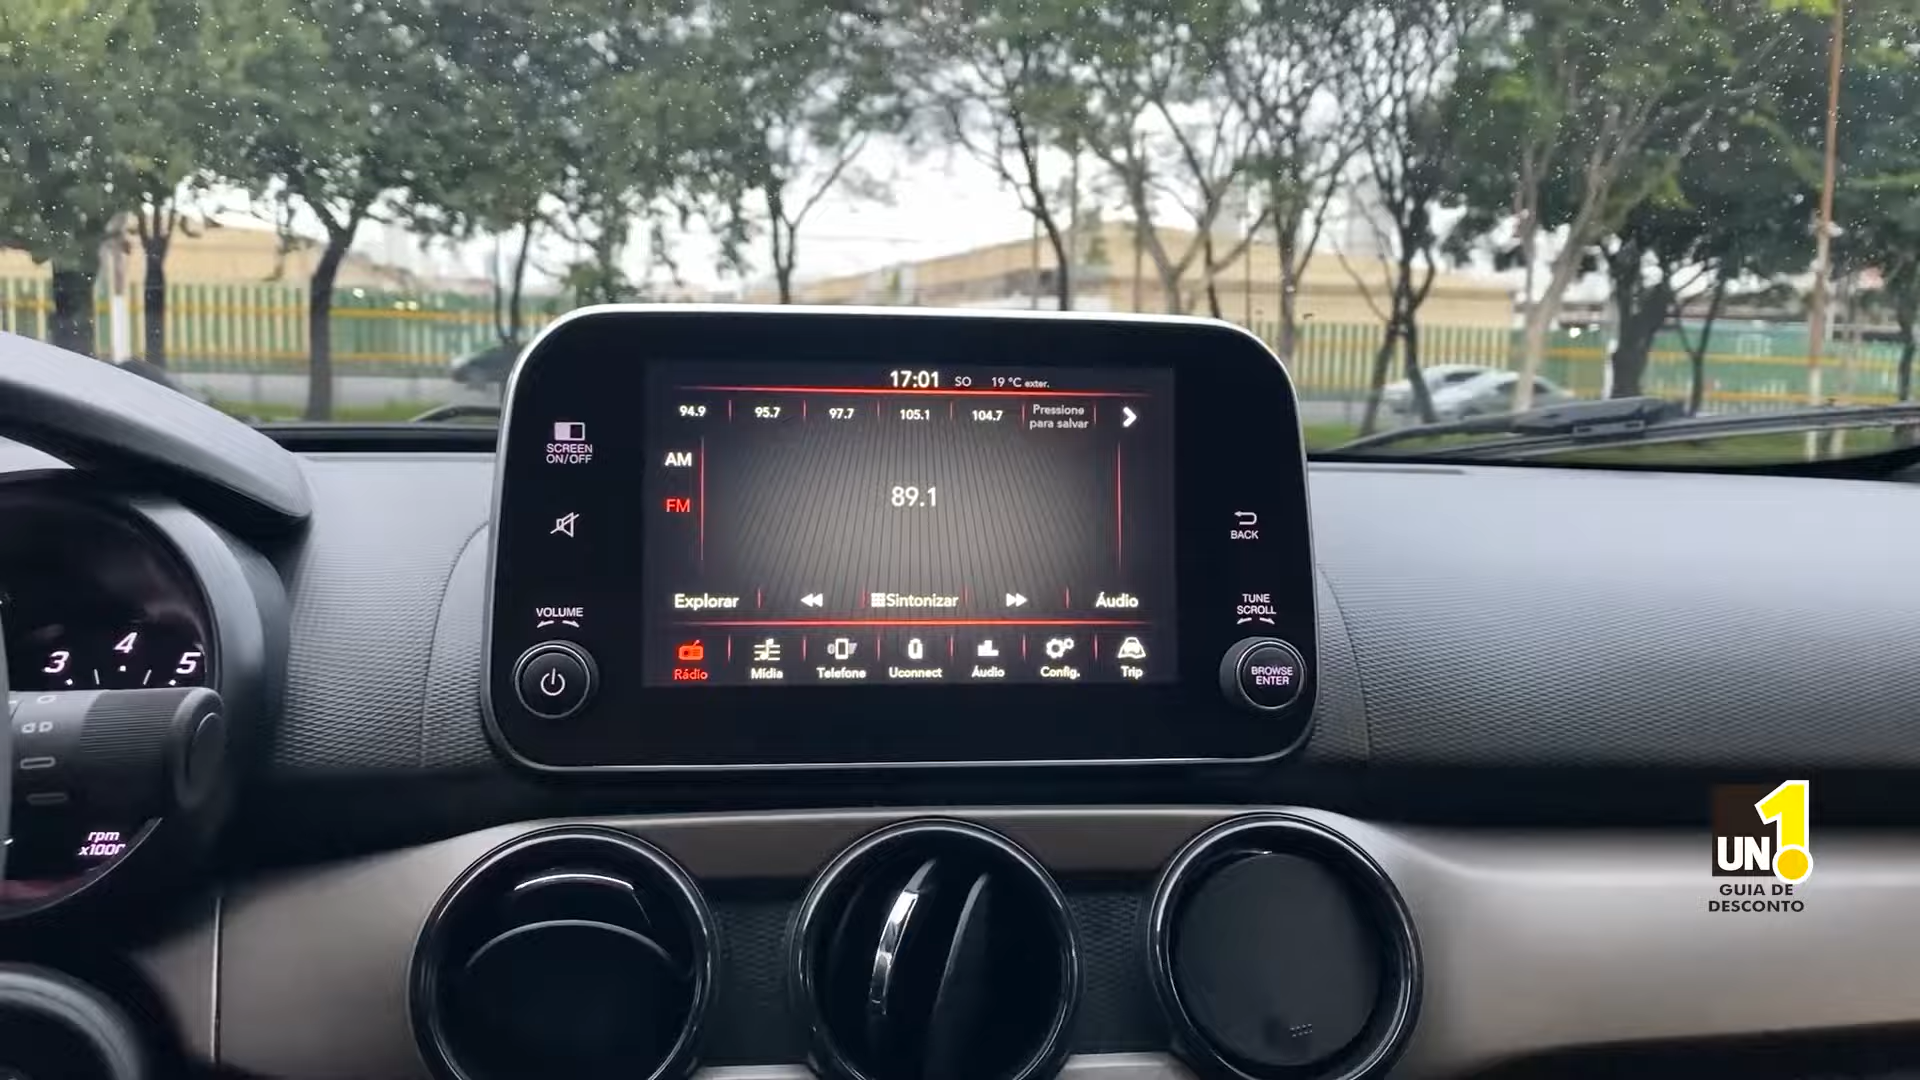 17:01 SO 19 °C exter.
94.9 95.7 97.7 105.1 104.7 Pressione
para salvar
SCREEN
ON/OFF
AM
89.1
FM
BACK
Explorar Sintonizar Áudio
VOLUME
TUNE
SCROLL
Rádio Mídia Telefone Uconnect Áudio Config. Trip
BROWSE
ENTER
3 4 5
rpm
x1000
UN1
GUIA DE
DESCONTO